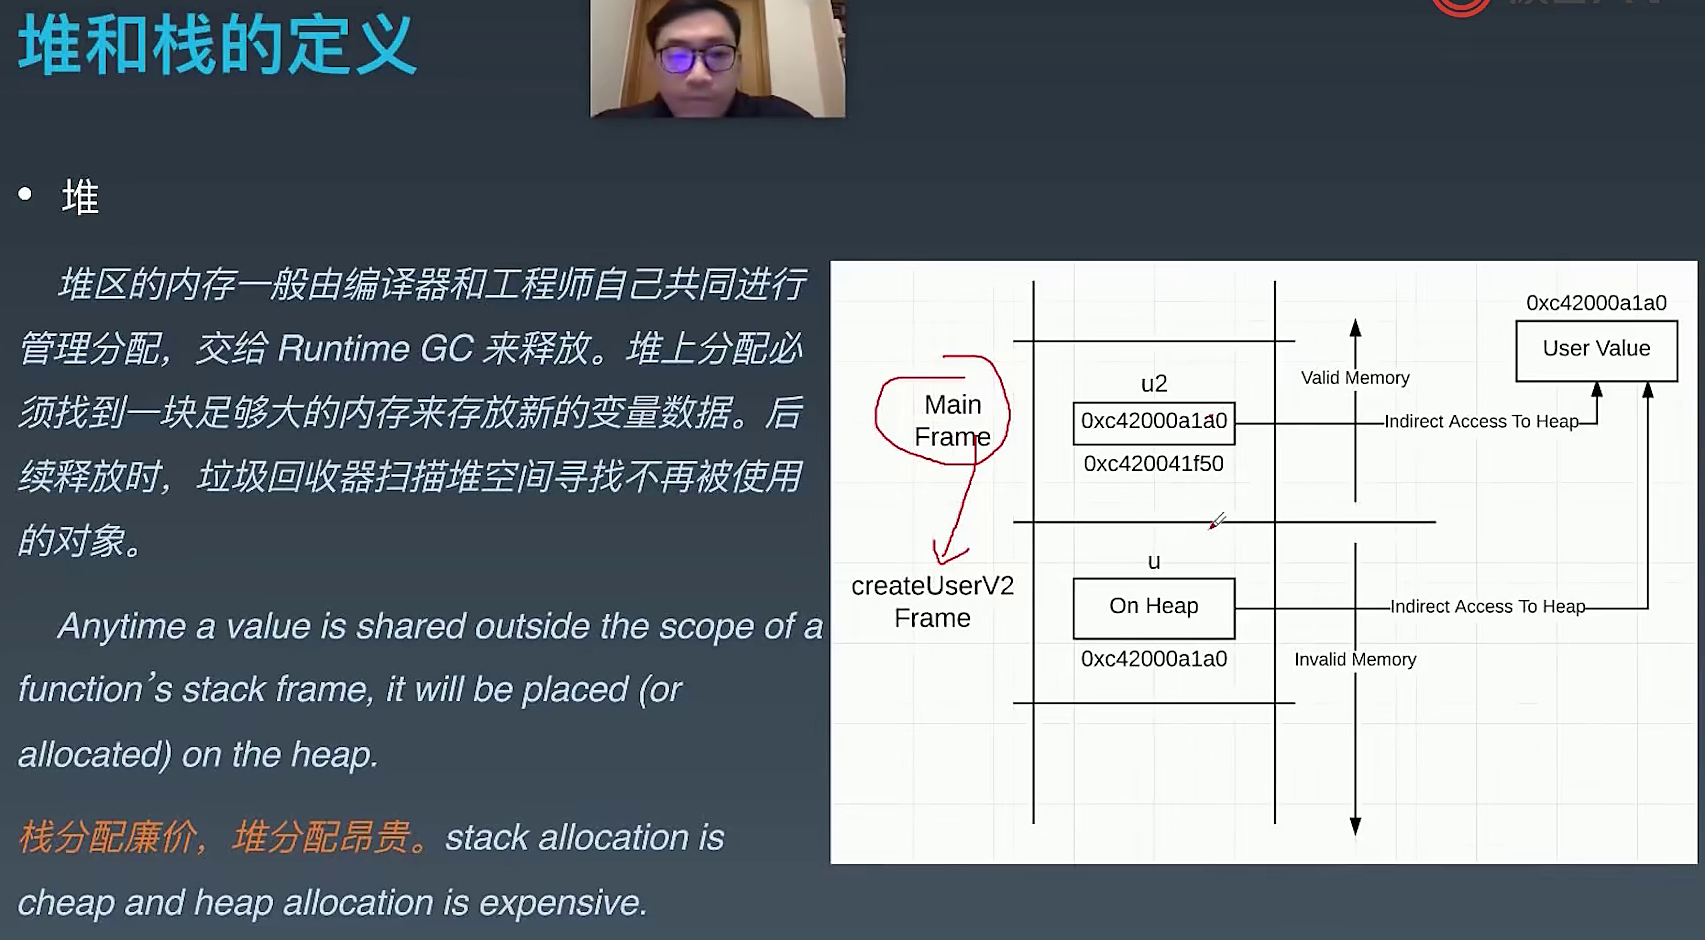 堆和栈的定义
• 堆
堆区的内存一般由编译器和工程师自己共同进行
管理分配，交给 Runtime GC 来释放。堆上分配必
须找到一块足够大的内存来存放新的变量数据。后
续释放时，垃圾回收器扫描堆空间寻找不再被使用
的对象。
Anytime a value is shared outside the scope of a
function’s stack frame, it will be placed (or
allocated) on the heap.
栈分配廉价，堆分配昂贵。stack allocation is
cheap and heap allocation is expensive.
0xc42000a1a0
User Value
Valid Memory
u2
Main
Frame
0xc42000a1a0
Indirect Access To Heap
0xc420041f50
u
createUserV2
Frame
On Heap
Indirect Access To Heap
0xc42000a1a0
Invalid Memory